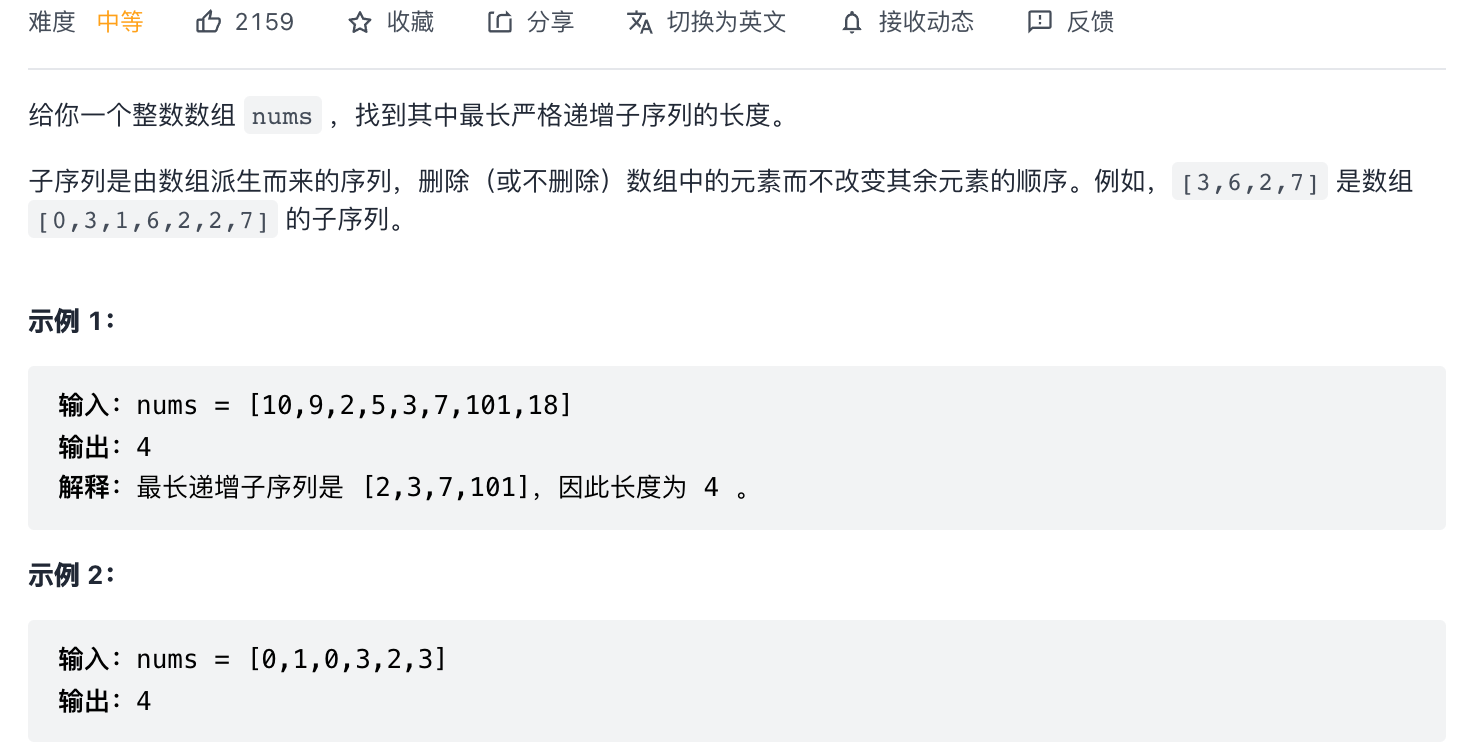 难度 中等 2159 收藏 分享 切换为英文 接收动态 反馈
给你一个整数数组 nums ，找到其中最长严格递增子序列的长度。
子序列是由数组派生而来的序列，删除（或不删除）数组中的元素而不改变其余元素的顺序。例如，[3,6,2,7] 是数组
[0,3,1,6,2,2,7] 的子序列。
示例 1：
输入：nums = [10,9,2,5,3,7,101,18]
输出：4
解释：最长递增子序列是 [2,3,7,101]，因此长度为 4 。
示例 2：
输入：nums = [0,1,0,3,2,3]
输出：4